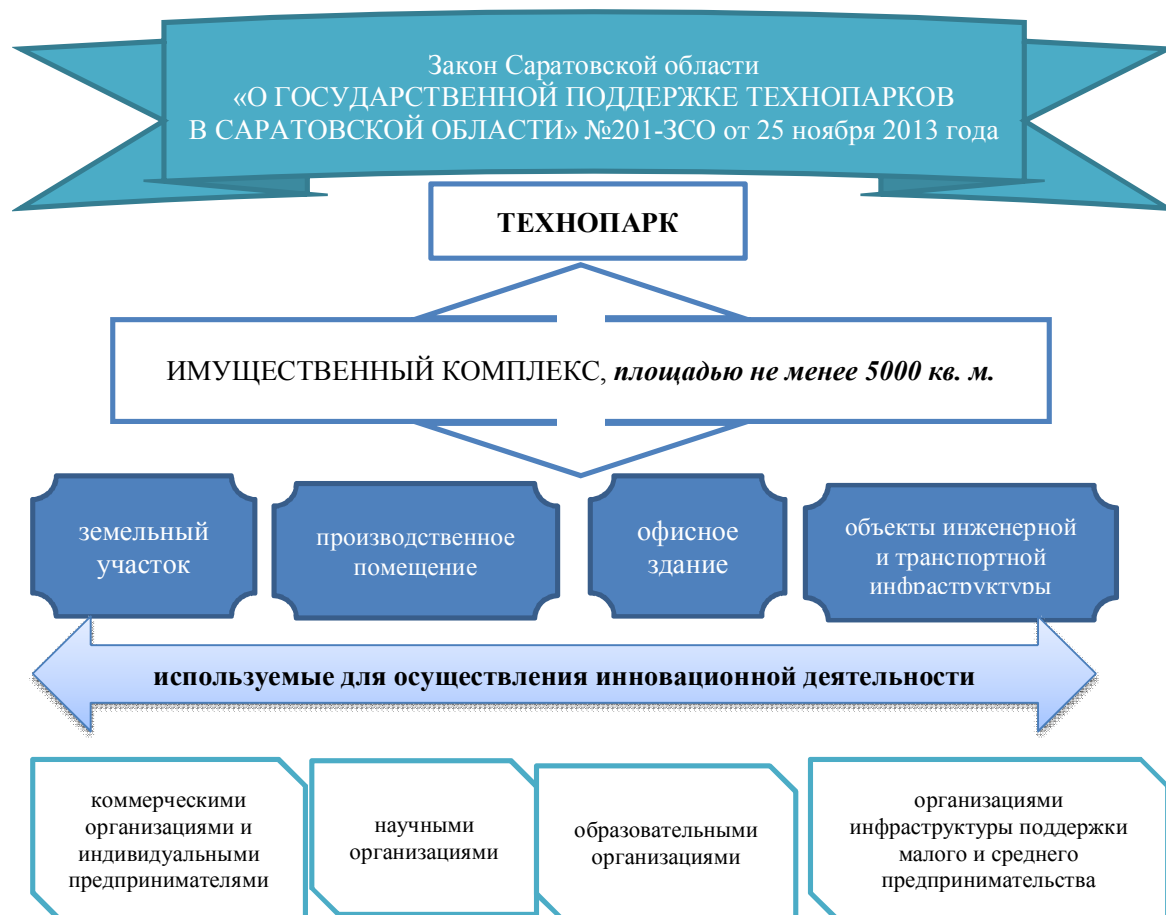 Закон Саратовской области
«О ГОСУДАРСТВЕННОЙ ПОДДЕРЖКЕ ТЕХНОПАРКОВ
В САРАТОВСКОЙ ОБЛАСТИ» №201-ЗСО от 25 ноября 2013 года
ТЕХНОПАРК
ИМУЩЕСТВЕННЫЙ КОМПЛЕКС, площадью не менее 5000 кв. м.
земельный
участок
производственное
помещение
офисное
здание
объекты инженерной
и транспортной
инфраструктуры
используемые для осуществления инновационной деятельности
коммерческими
организациями и
индивидуальными
предпринимателями
научными
организациями
образовательными
организациями
организациями
инфраструктуры поддержки
малого и среднего
предпринимательства